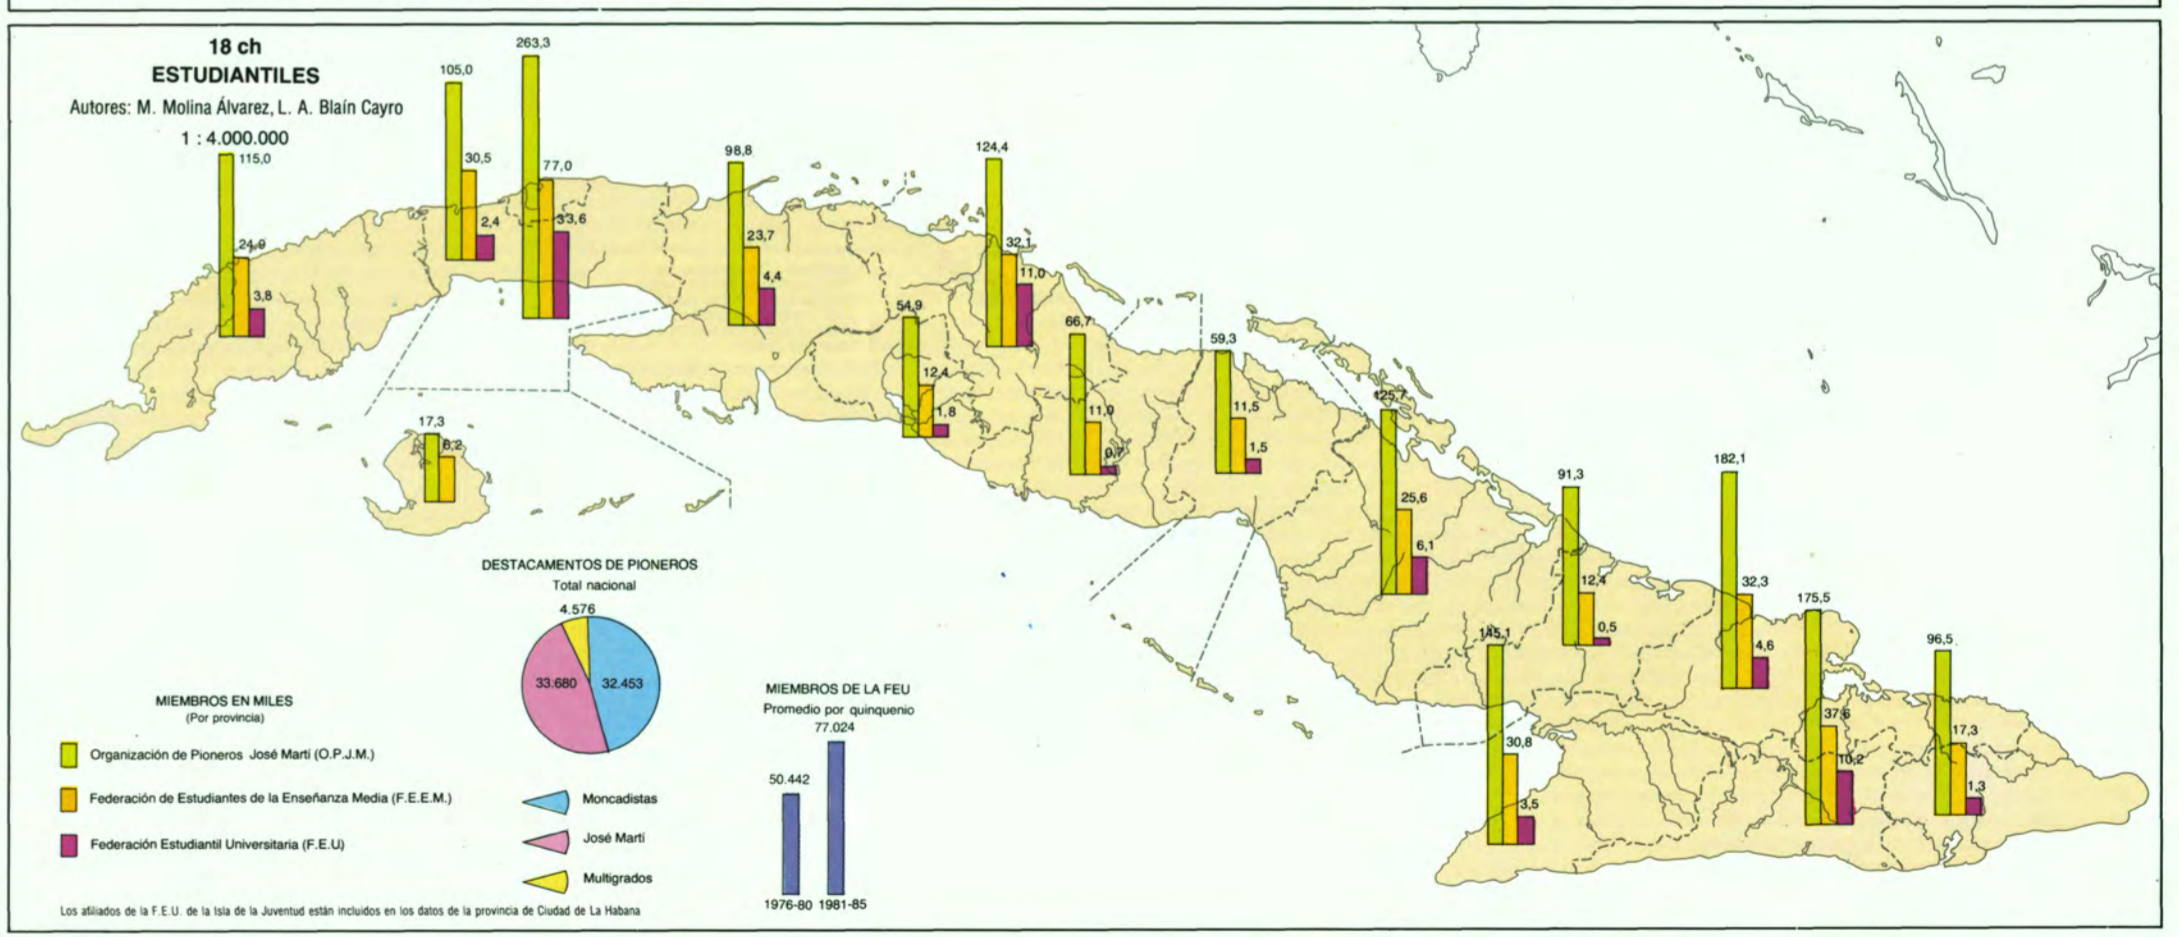 18 ch
ESTUDIANTILES
Autores: M. Molina Álvarez, L. A. Blaín Cayro
1 : 4.000.000
115,0
24,9
3,8
105,0
30,5
2,4
263,3
77,0
33,6
98,8
23,7
4,4
124,4
32,1
11,0
54,9
12,4
1,8
66,7
11,0
0,7
59,3
11,5
1,5
17,3
6,2
125,7
25,6
6,1
91,3
12,4
0,5
182,1
32,3
4,6
145,1
30,8
3,5
175,5
37,6
10,2
96,5
17,3
1,3
DESTACAMENTOS DE PIONEROS
Total nacional
4.576
33.680
32.453
Moncadistas
José Martí
Multigrados
MIEMBROS DE LA FEU
Promedio por quinquenio
77.024
50.442
1976-80 1981-85
MIEMBROS EN MILES
(Por provincia)
Organización de Pioneros José Martí (O.P.J.M.)
Federación de Estudiantes de la Enseñanza Media (F.E.E.M.)
Federación Estudiantil Universitaria (F.E.U)
Los afiliados de la F.E.U. de la Isla de la Juventud están incluidos en los datos de la provincia de Ciudad de La Habana